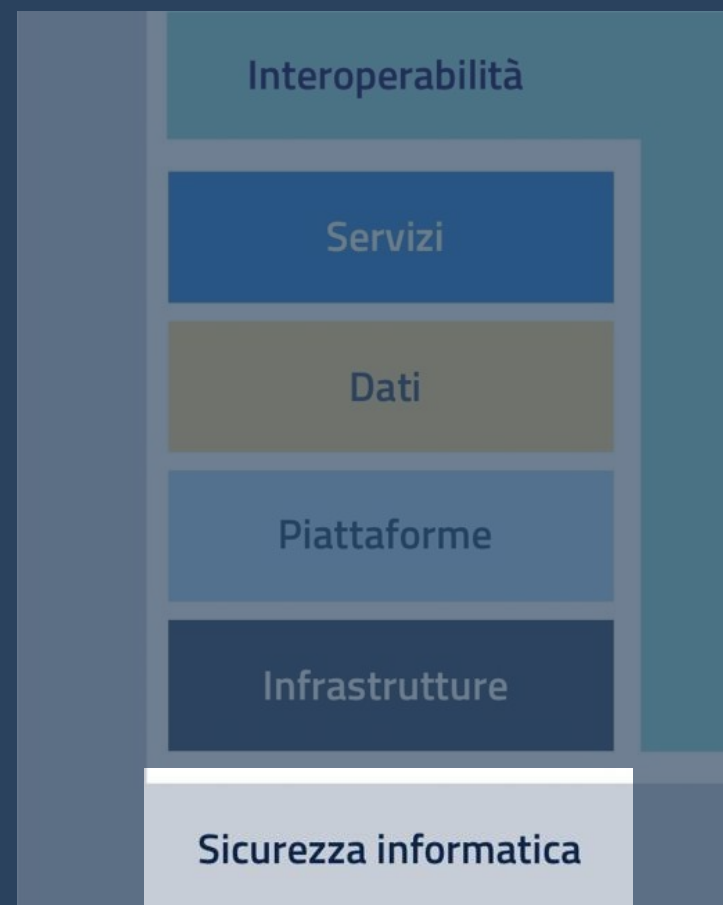 Interoperabilità
Servizi
Dati
Piattaforme
Infrastrutture
Sicurezza informatica